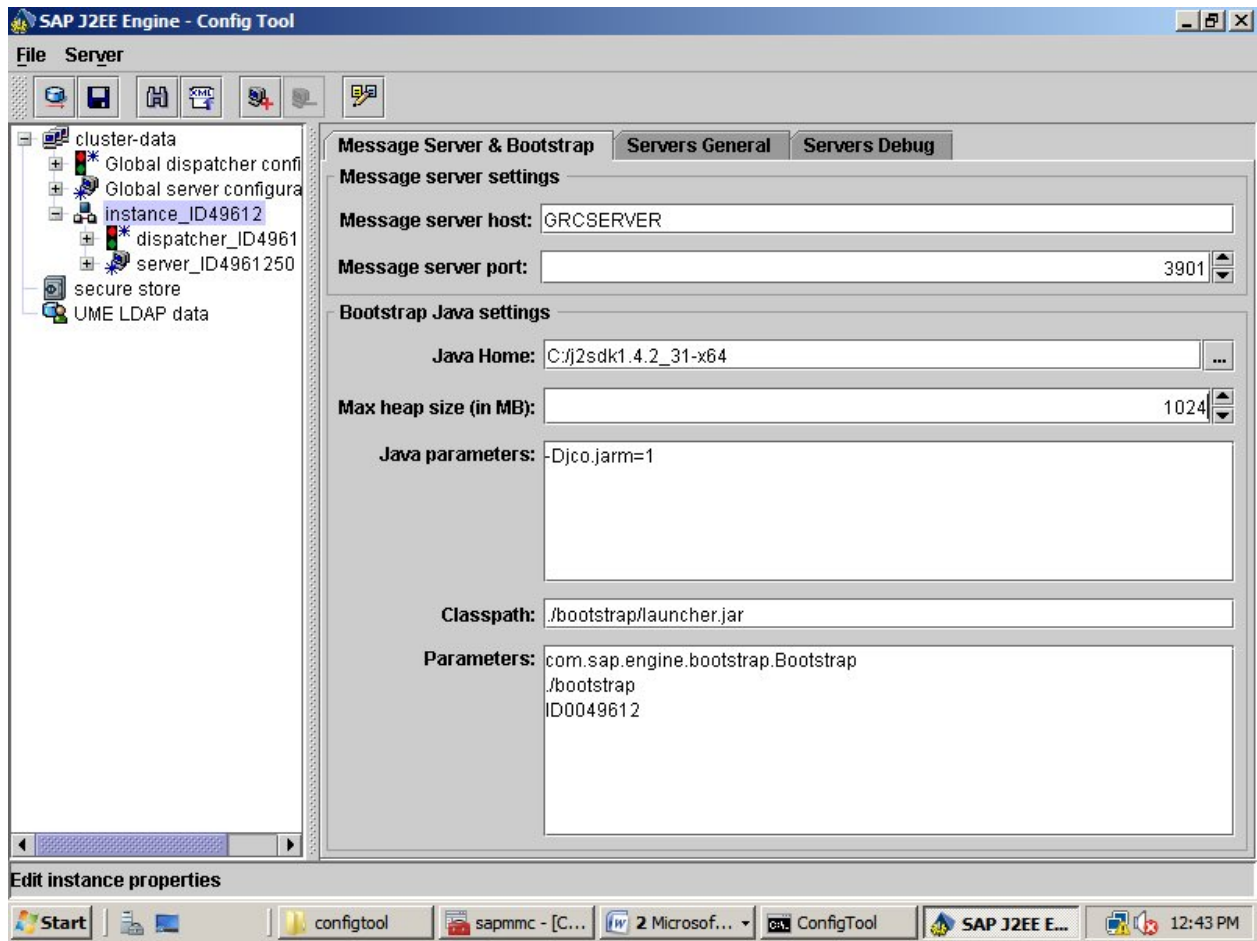 SAP J2EE Engine - Config Tool
File Server
cluster-data
Global dispatcher confi
Global server configura
instance_ID49612
dispatcher_ID4961
server_ID4961250
secure store
UME LDAP data
Message Server & Bootstrap Servers General Servers Debug
Message server settings
Message server host: GRCSERVER
Message server port: 3901
Bootstrap Java settings
Java Home: C:/j2sdk1.4.2_31-x64 ...
Max heap size (in MB): 1024
Java parameters: -Djco.jarm=1
Classpath: ./bootstrap/launcher.jar
Parameters: com.sap.engine.bootstrap.Bootstrap
./bootstrap
ID0049612
Edit instance properties
Start configtool sapmmc - [C... 2 Microsof... ConfigTool SAP J2EE E... 12:43 PM